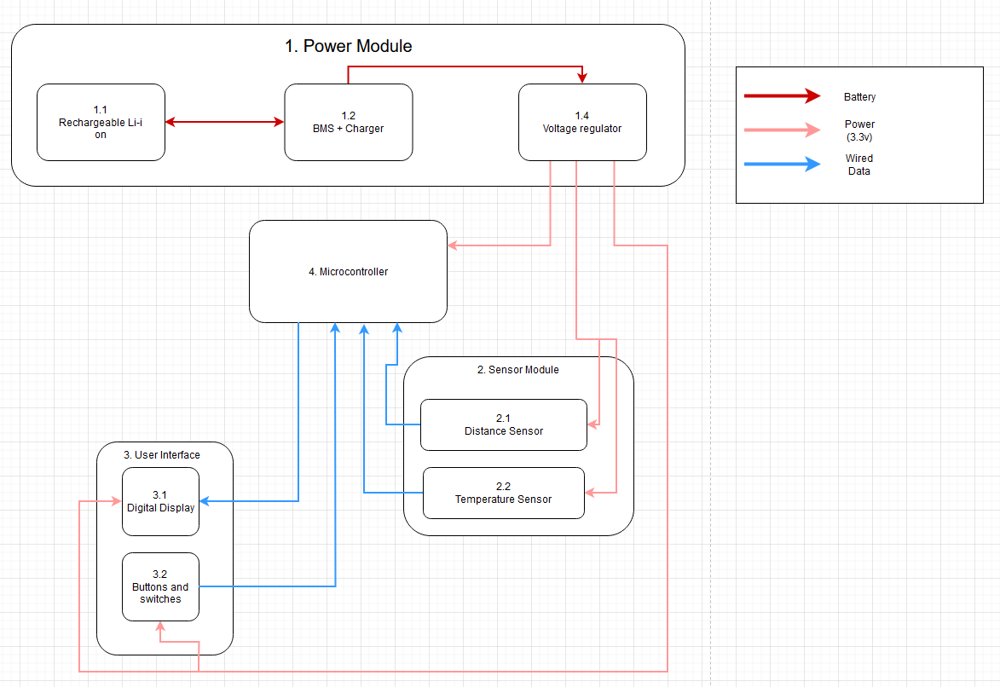 1. Power Module
1.1
Rechargeable Li-i
on
1.2
BMS + Charger
1.4
Voltage regulator
Battery
Power
(3.3v)
Wired
Data
4. Microcontroller
2. Sensor Module
2.1
Distance Sensor
2.2
Temperature Sensor
3. User Interface
3.1
Digital Display
3.2
Buttons and
switches